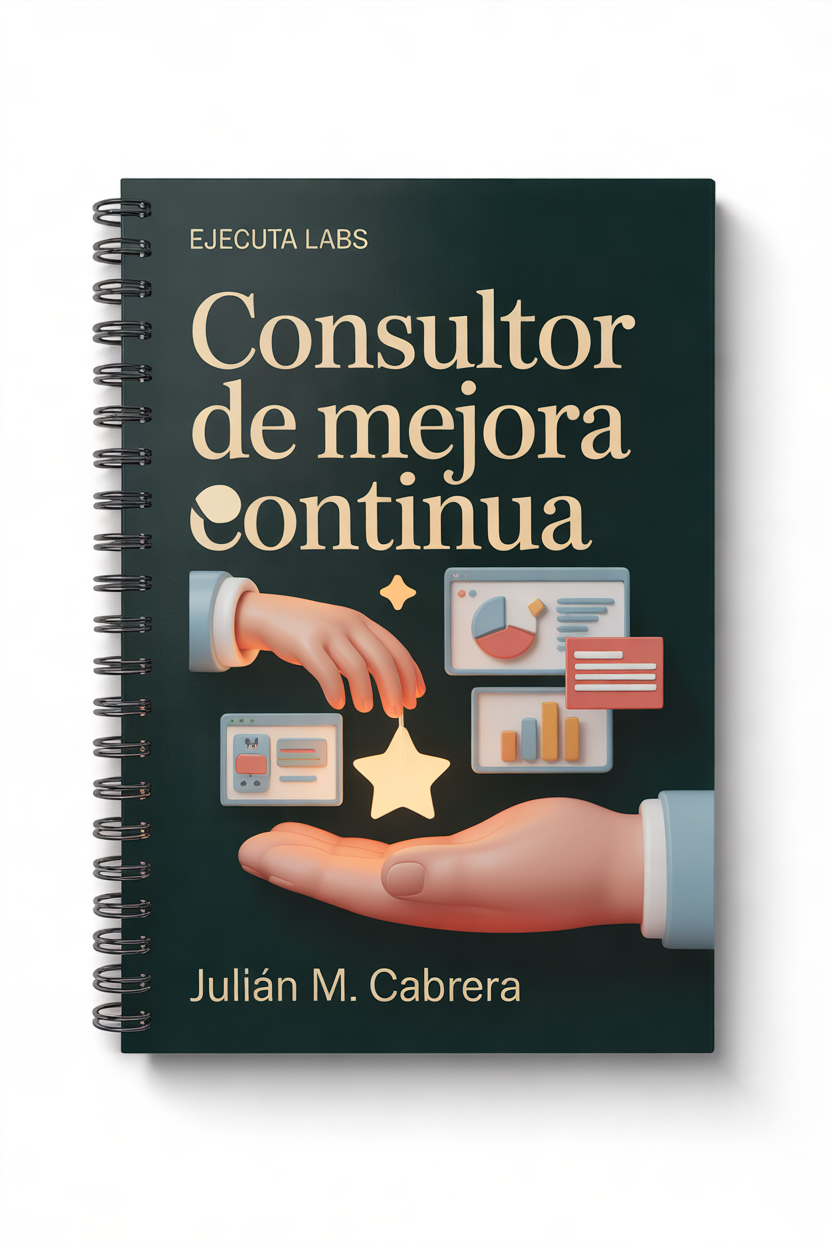 EJECUTA LABS
Consultor
de mejora
continua
Julián M. Cabrera